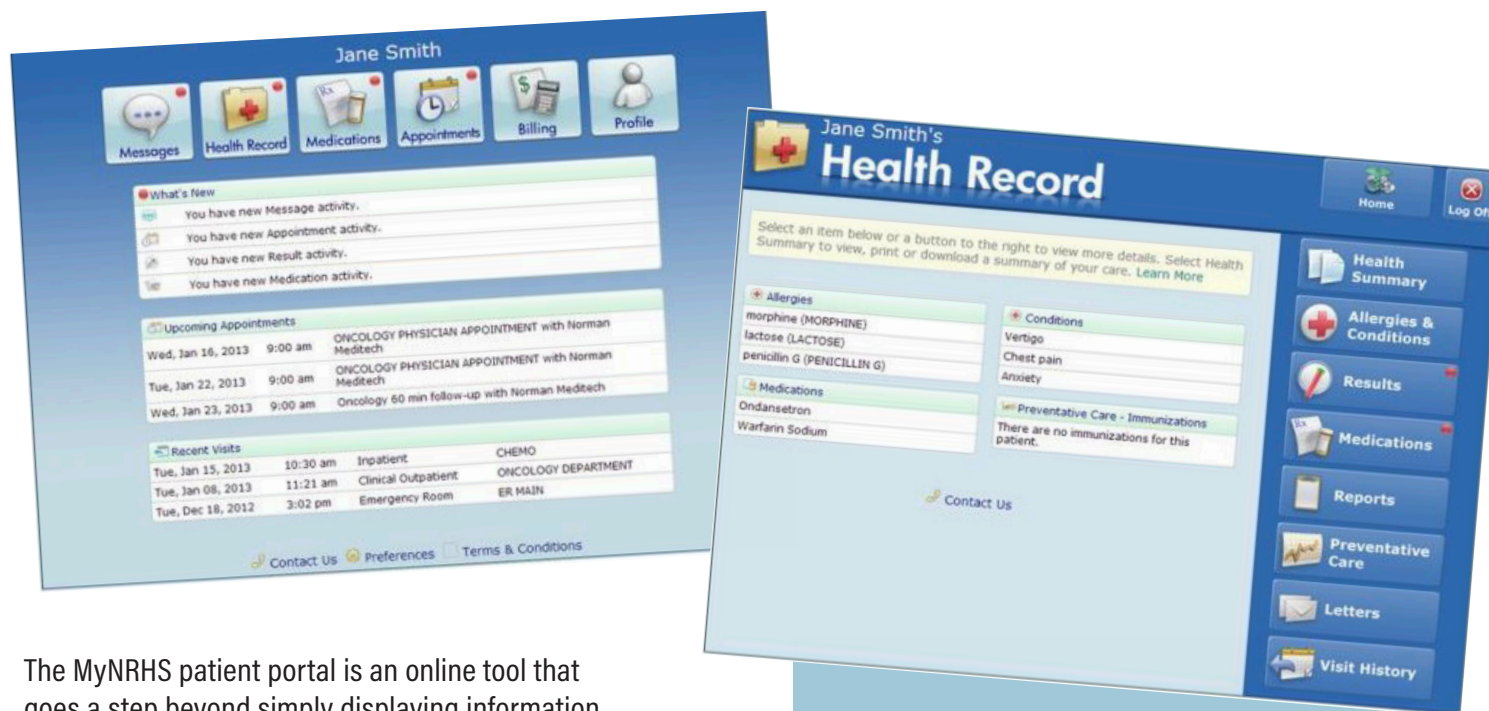 Jane Smith
Messages
Health Record
Medications
Appointments
Billing
Profile
What's New
You have new Message activity.
You have new Appointment activity.
You have new Result activity.
You have new Medication activity.
Upcoming Appointments
Wed, Jan 16, 2013 9:00 am ONCOLOGY PHYSICIAN APPOINTMENT with Norman
Meditech
Tue, Jan 22, 2013 9:00 am ONCOLOGY PHYSICIAN APPOINTMENT with Norman
Meditech
Wed, Jan 23, 2013 9:00 am Oncology 60 min follow-up with Norman Meditech
Recent Visits
Tue, Jan 15, 2013 10:30 am Inpatient CHEMO
Tue, Jan 08, 2013 11:21 am Clinical Outpatient ONCOLOGY DEPARTMENT
Tue, Dec 18, 2012 3:02 pm Emergency Room ER MAIN
Contact Us Preferences Terms & Conditions
Jane Smith's
Health Record
Home
Log Off
Select an item below or a button to the right to view more details. Select Health
Summary to view, print or download a summary of your care. Learn More
Allergies
morphine (MORPHINE)
lactose (LACTOSE)
penicillin G (PENICILLIN G)
Medications
Ondansetron
Warfarin Sodium
Conditions
Vertigo
Chest pain
Anxiety
Preventative Care - Immunizations
There are no immunizations for this
patient.
Contact Us
Health
Summary
Allergies &
Conditions
Results
Rx
Medications
Reports
Preventative
Care
Letters
Visit History
The MyNRHS patient portal is an online tool that
goes a step beyond simply displaying information